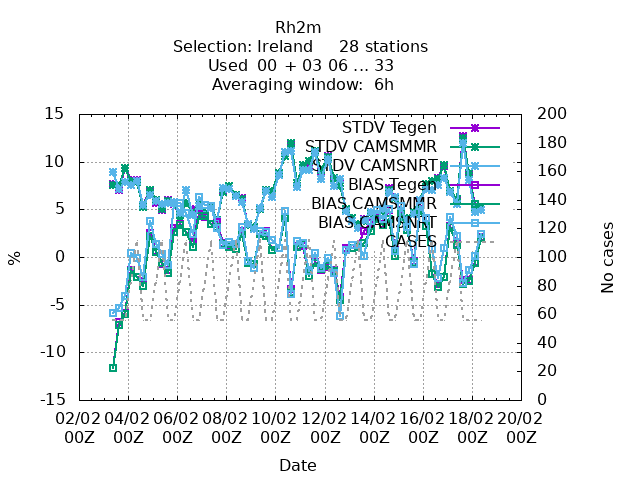 Rh2m
Selection: Ireland 28 stations
Used 00 + 03 06 ... 33
Averaging window: 6h
STDV Tegen
STDV CAMSMMR
STDV CAMSNRT
BIAS Tegen
BIAS CAMSMMR
BIAS CAMSNRT
CASES
15
10
5
0
-5
-10
-15
%
200
180
160
140
120
100
80
60
40
20
0
No cases
02/02 04/02 06/02 08/02 10/02 12/02 14/02 16/02 18/02 20/02
00Z 00Z 00Z 00Z 00Z 00Z 00Z 00Z 00Z 00Z
Date